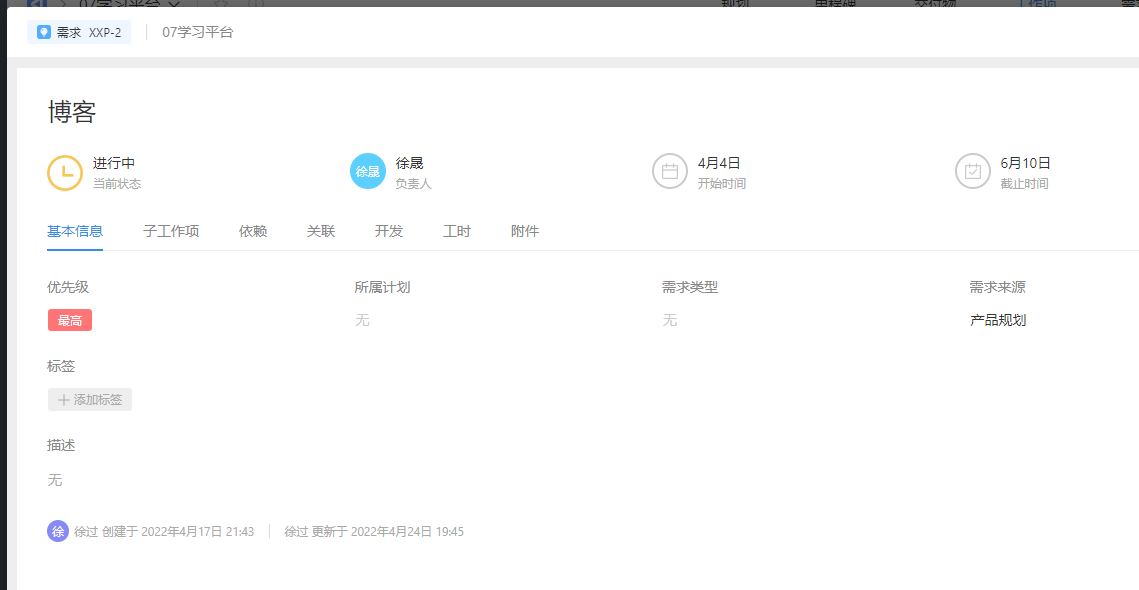 07学习平台
需求 XXP-2 07学习平台
博客
进行中
当前状态
徐晟
徐晟
负责人
4月4日
开始时间
6月10日
截止时间
基本信息 子工作项 依赖 关联 开发 工时 附件
优先级 所属计划 需求类型 需求来源
最高 无 无 产品规划
标签
添加标签
描述
无
徐 徐过 创建于 2022年4月17日 21:43 徐过 更新于 2022年4月24日 19:45